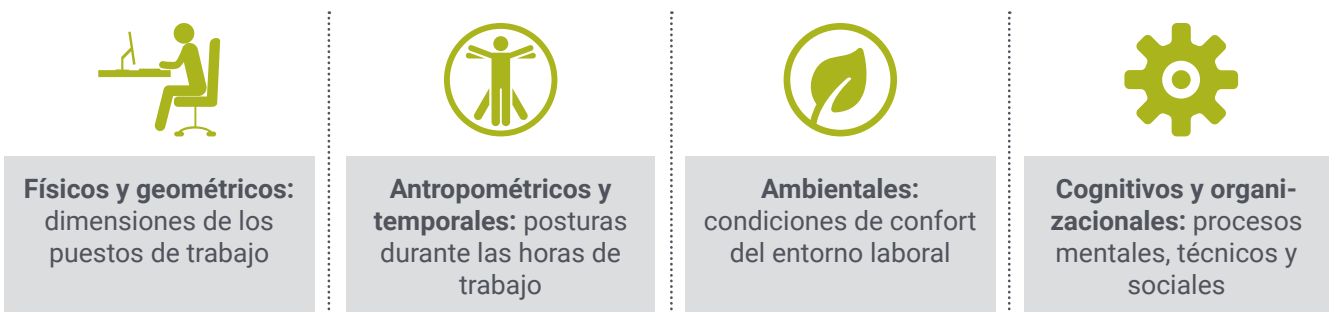 Físicos y geométricos:
dimensiones de los
puestos de trabajo
Antropométricos y
temporales: posturas
durante las horas de
trabajo
Ambientales:
condiciones de confort
del entorno laboral
Cognitivos y organi-
zacionales: procesos
mentales, técnicos y
sociales